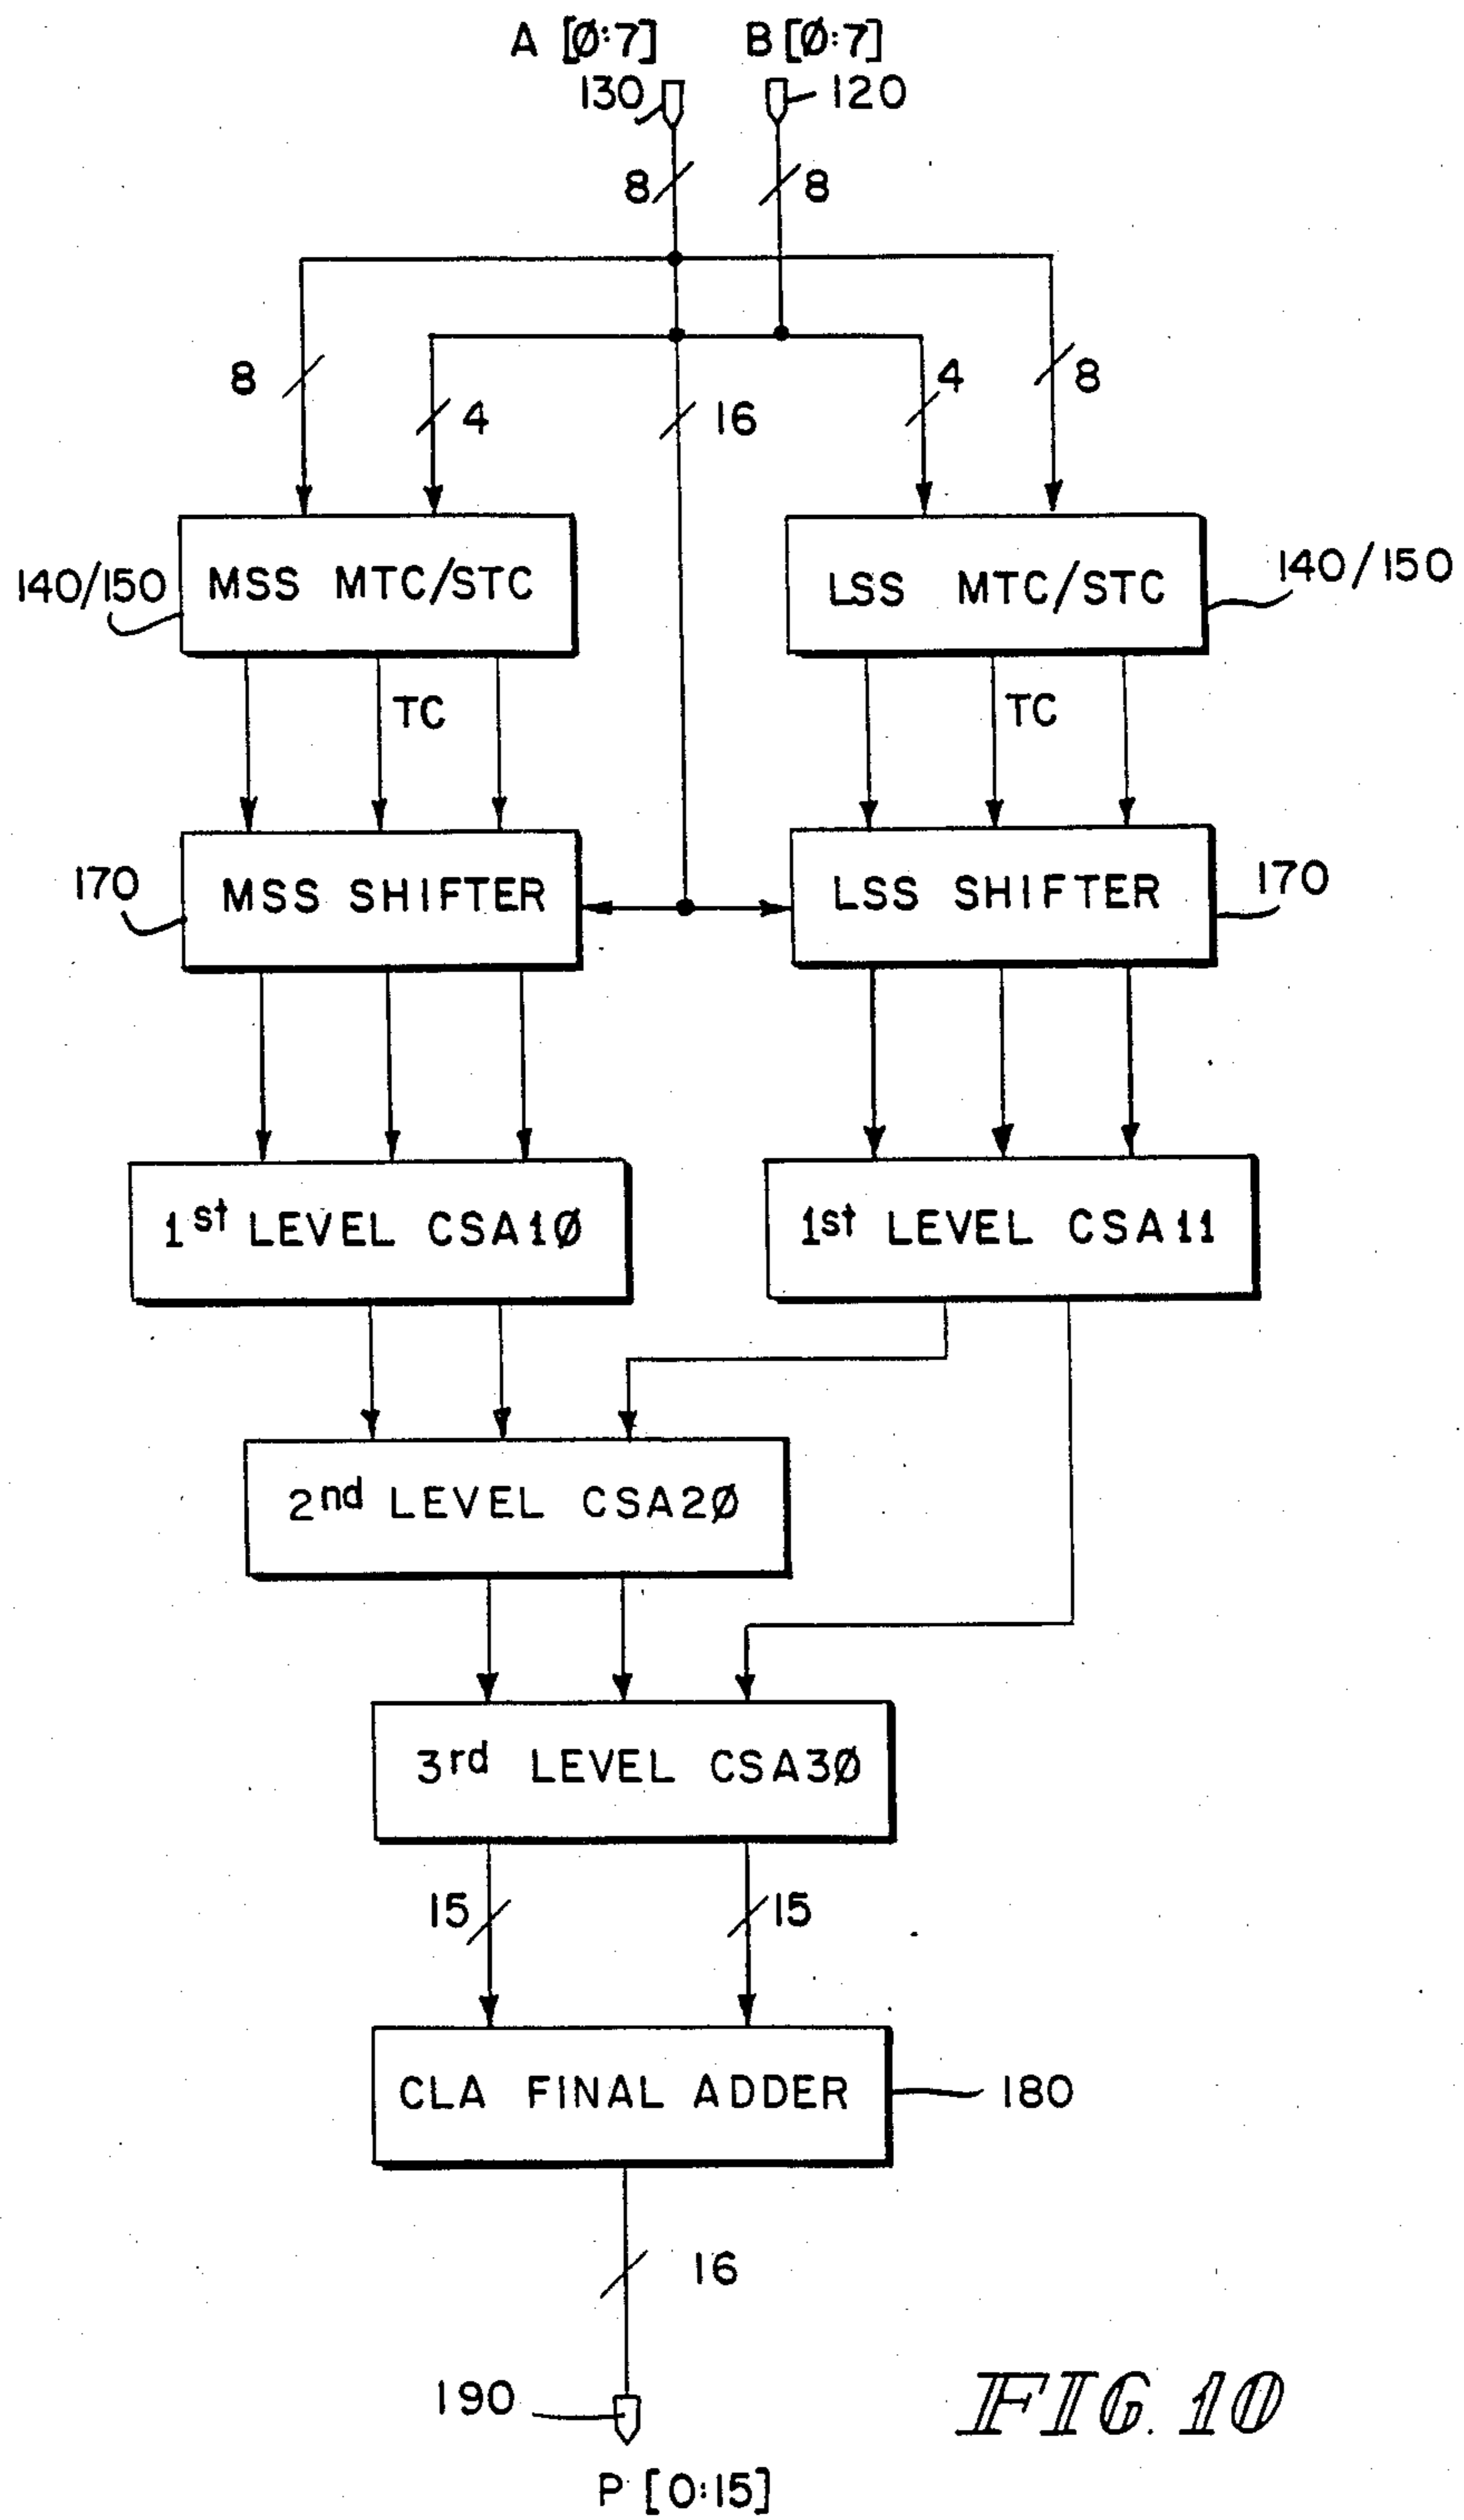 A [Ø:7] B [Ø:7]
130 120
8 8
8 4 16 4 8
140/150 MSS MTC/STC LSS MTC/STC 140/150
TC TC
170 MSS SHIFTER LSS SHIFTER 170
1st LEVEL CSA1Ø 1st LEVEL CSA11
2nd LEVEL CSA2Ø
3rd LEVEL CSA3Ø
15 15
CLA FINAL ADDER 180
16
190
P [0:15]
FIG. 10